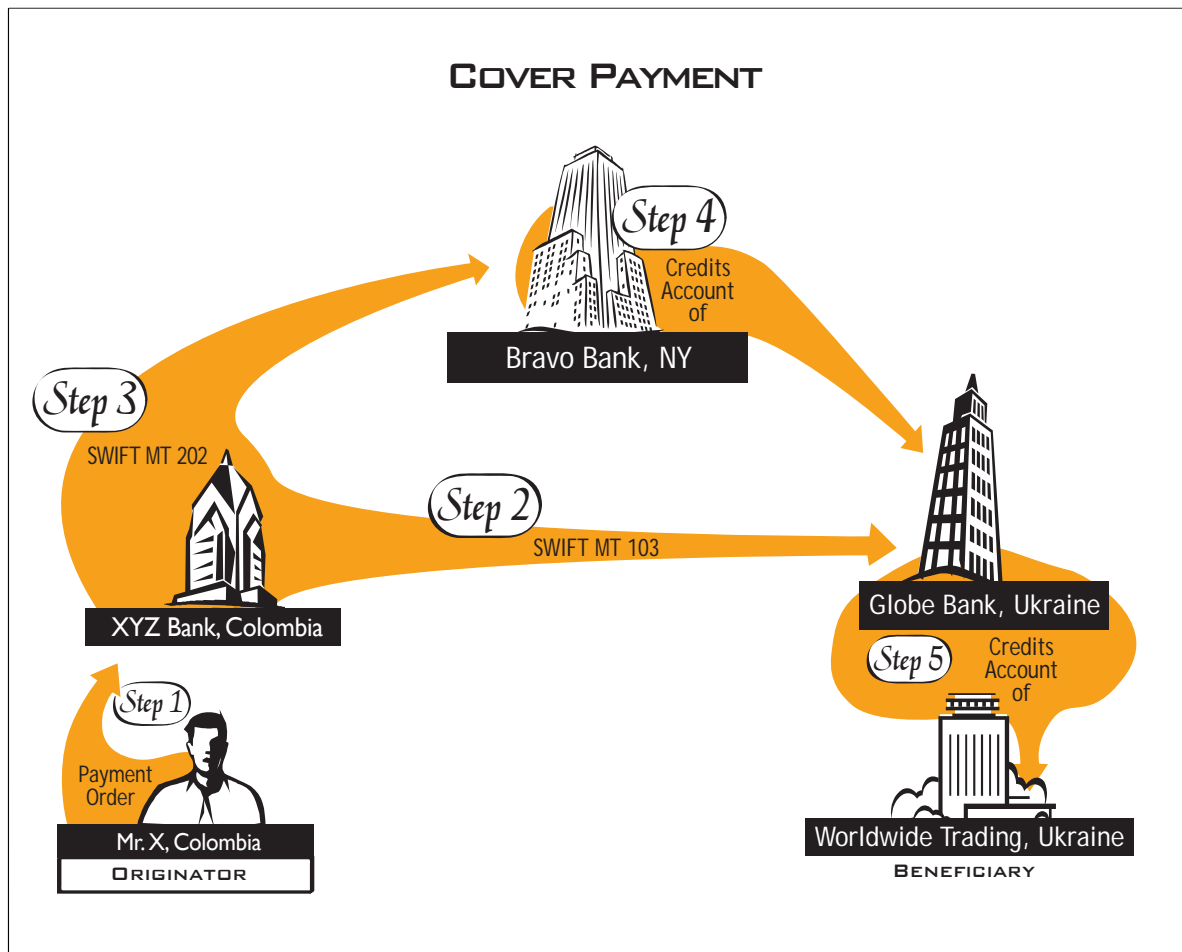 COVER PAYMENT
Step 4
Credits
Account
of
Bravo Bank, NY
Step 3
SWIFT MT 202
Step 2
SWIFT MT 103
XYZ Bank, Colombia
Globe Bank, Ukraine
Step 5
Credits
Account
of
Step 1
Payment
Order
Mr. X, Colombia
ORIGINATOR
Worldwide Trading, Ukraine
BENEFICIARY